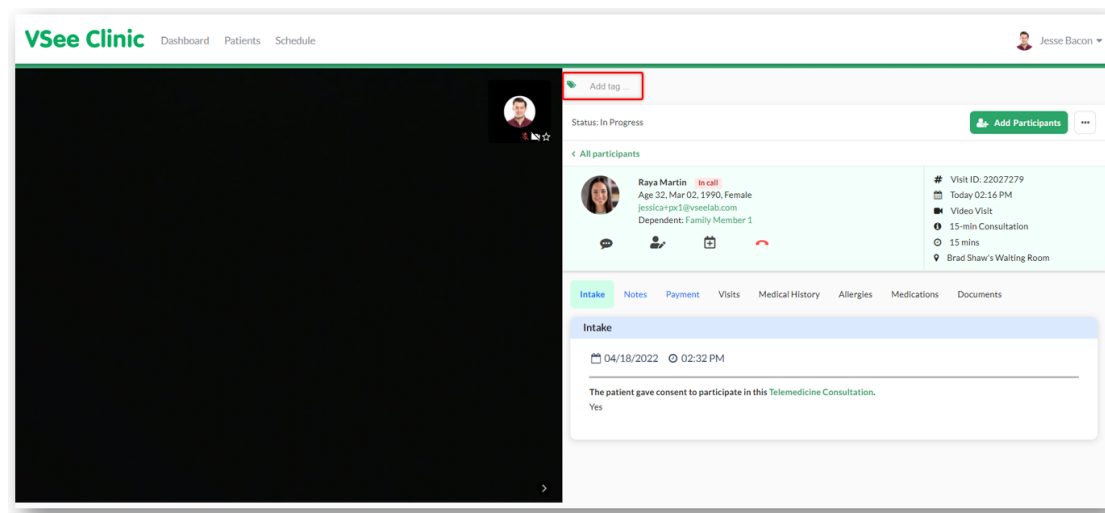 VSee Clinic Dashboard Patients Schedule Jesse Bacon
Add tag ...
Status: In Progress
Add Participants
All participants
Raya Martin In call
Age 32, Mar 02, 1990, Female
jessica+px1@vseelab.com
Dependent: Family Member 1
# Visit ID: 22027279
Today 02:16 PM
Video Visit
15-min Consultation
15 mins
Brad Shaw's Waiting Room
Intake Notes Payment Visits Medical History Allergies Medications Documents
Intake
04/18/2022 02:32 PM
The patient gave consent to participate in this Telemedicine Consultation.
Yes